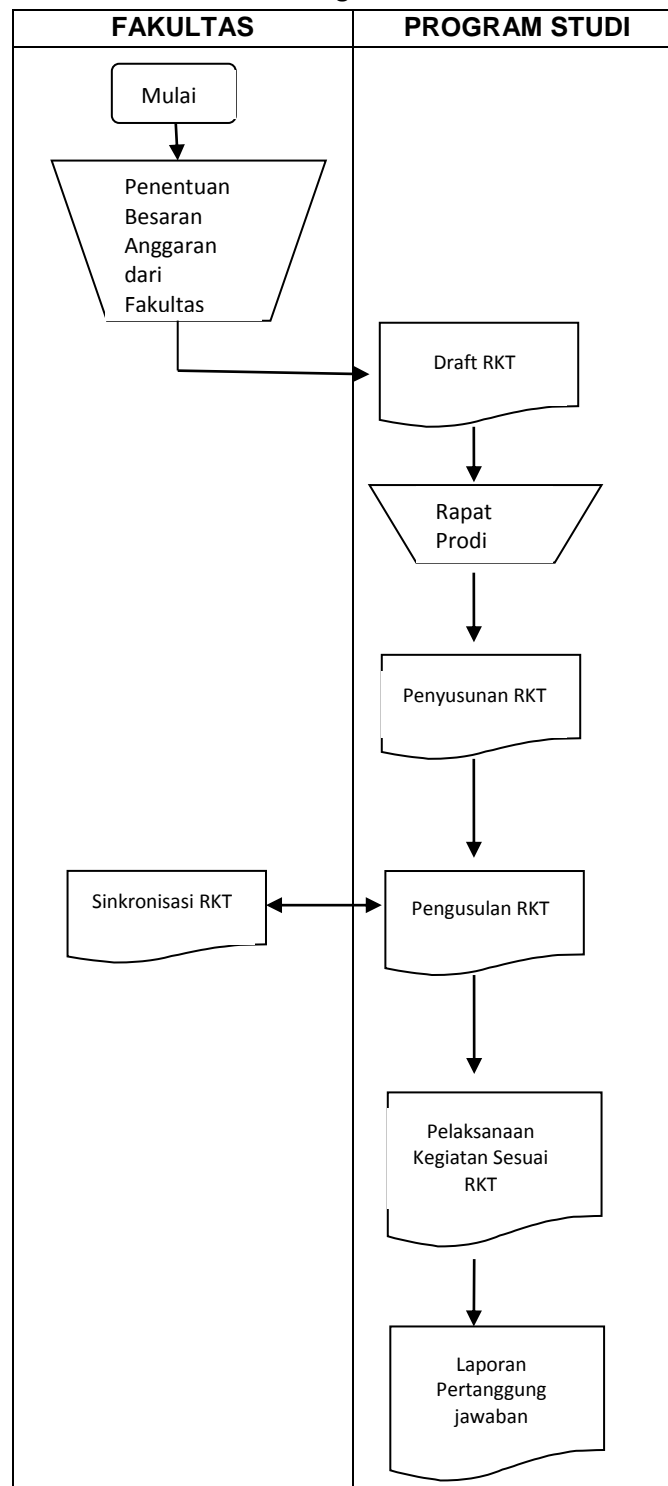 FAKULTAS
PROGRAM STUDI
Mulai
Penentuan
Besaran
Anggaran
dari
Fakultas
Draft RKT
Rapat
Prodi
Penyusunan RKT
Sinkronisasi RKT
Pengusulan RKT
Pelaksanaan
Kegiatan Sesuai
RKT
Laporan
Pertanggung
jawaban